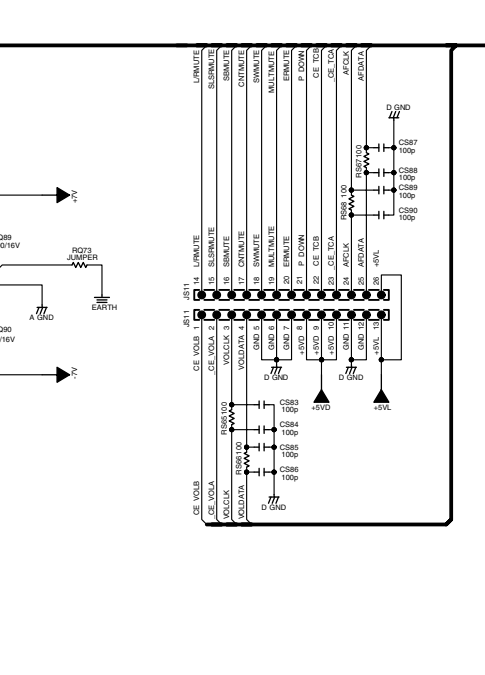 L/RMUTE
SLSRMUTE
SBMUTE
CNTMUTE
SWMUTE
MULTMUTE
ERMUTE
P DOWN
CE_TCB
_CE_TCA
AFCLK
AFDATA
D GND
CS87
100p
CS88
100p
CS89
100p
CS90
100p
RS67 100
RS68 100
+7V
Q89
0/16V
RQ73
JUMPER
A GND
EARTH
Q90
/16V
-7V
L/RMUTE
SLSRMUTE
SBMUTE
CNTMUTE
SWMUTE
MULTMUTE
ERMUTE
P DOWN
CE_TCB
_CE_TCA
AFCLK
AFDATA
+5VL
JS11
14
15
16
17
18
19
20
21
22
23
24
25
26
JS11
1
2
3
4
5
6
7
8
9
10
11
12
13
CE_VOLB
_CE_VOLA
VOLCLK
VOLDATA
GND
GND
GND
+5VD
+5VD
+5VD
GND
GND
+5VL
D GND
D GND
+5VD
+5VL
RS65 100
RS66 100
CS83
100p
CS84
100p
CS85
100p
CS86
100p
D GND
CE_VOLB
_CE_VOLA
VOLCLK
VOLDATA